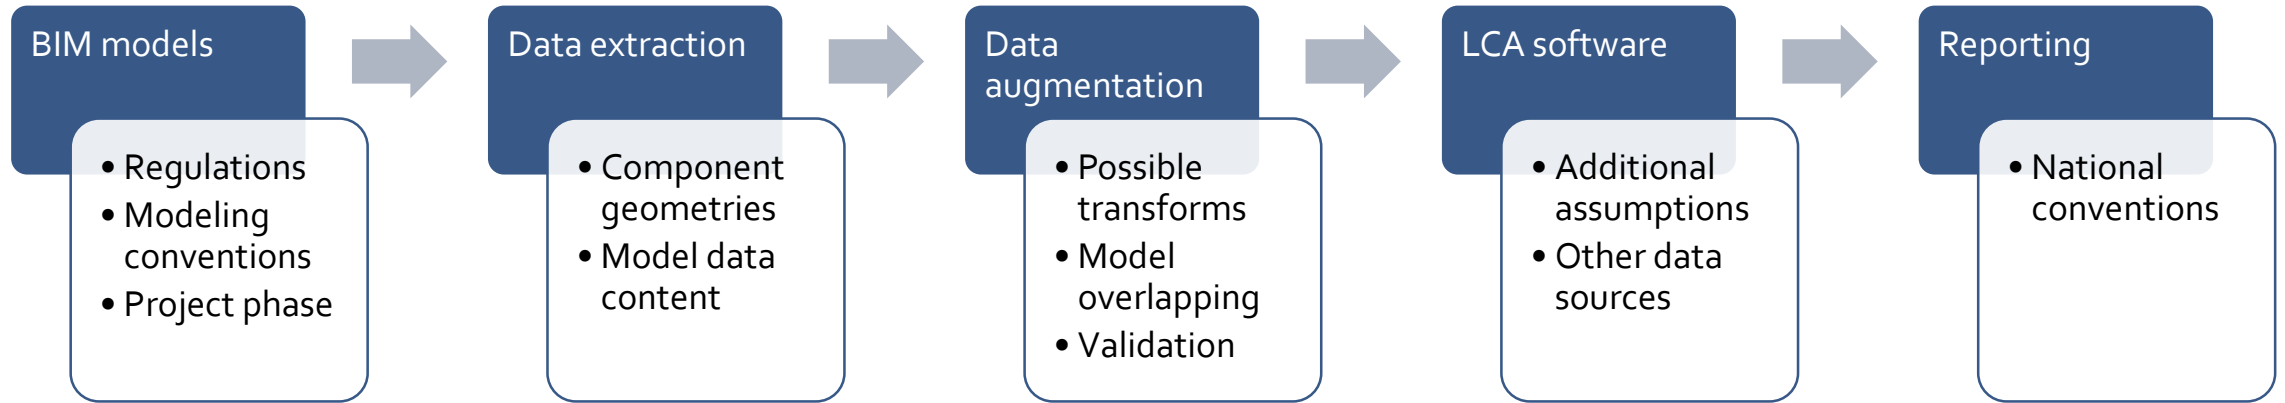 BIM models
• Regulations
• Modeling
conventions
• Project phase
Data extraction
• Component
geometries
• Model data
content
Data
augmentation
• Possible
transforms
• Model
overlapping
• Validation
LCA software
• Additional
assumptions
• Other data
sources
Reporting
• National
conventions